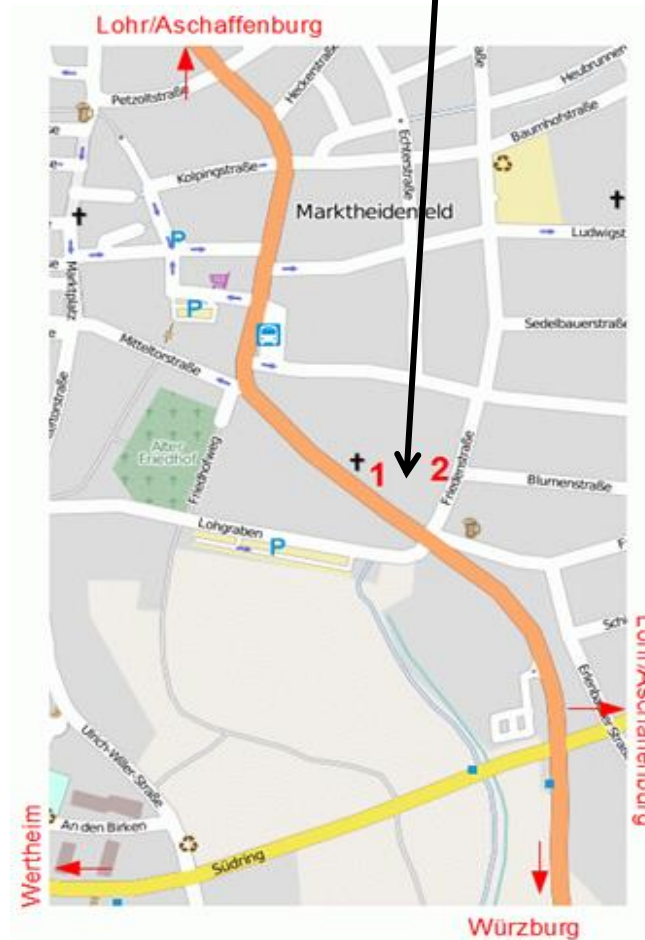 Lohr/Aschaffenburg
Petzoltstraße
Heckenstraße
Heubrunnen
Baumhofstraße
Echterstraße
Kolpingstraße
aße
Marktheidenfeld
P
Ludwigst
Marktplatz
P
Sedelbauerstraße
Mitteltorstraße
Alter
Friedhof
Friedhofweg
1
2
Friedenstraße
Blumenstraße
Lohgraben
P
Lohr/Aschaffenburg
Ulrich-Willer-Straße
An den Birken
Wertheim
Südring
Würzburg